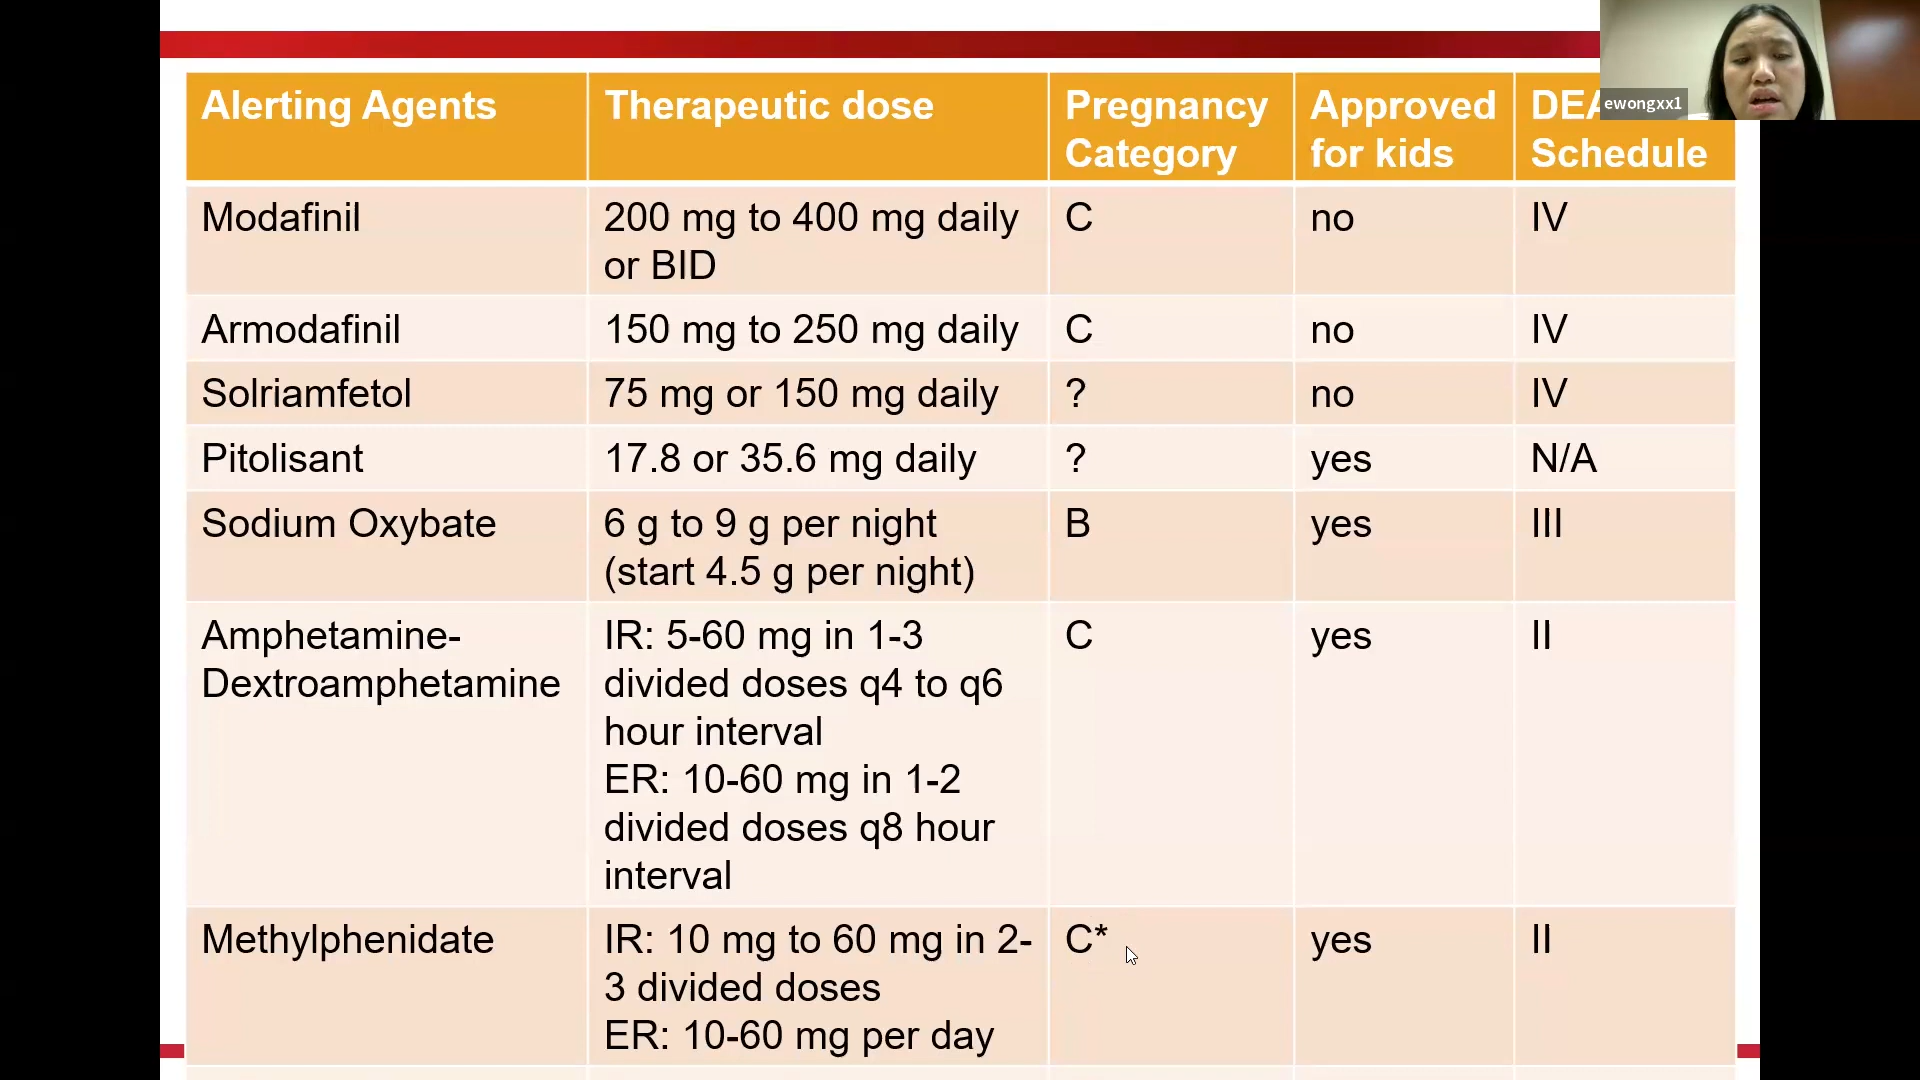 Alerting Agents
Therapeutic dose
Pregnancy
Category
Approved
for kids
DEA
Schedule
ewongxx1
Modafinil
200 mg to 400 mg daily
or BID
C
no
IV
Armodafinil
150 mg to 250 mg daily
C
no
IV
Solriamfetol
75 mg or 150 mg daily
?
no
IV
Pitolisant
17.8 or 35.6 mg daily
?
yes
N/A
Sodium Oxybate
6 g to 9 g per night
(start 4.5 g per night)
B
yes
III
Amphetamine-
Dextroamphetamine
IR: 5-60 mg in 1-3
divided doses q4 to q6
hour interval
ER: 10-60 mg in 1-2
divided doses q8 hour
interval
C
yes
II
Methylphenidate
IR: 10 mg to 60 mg in 2-
3 divided doses
ER: 10-60 mg per day
C*
yes
II